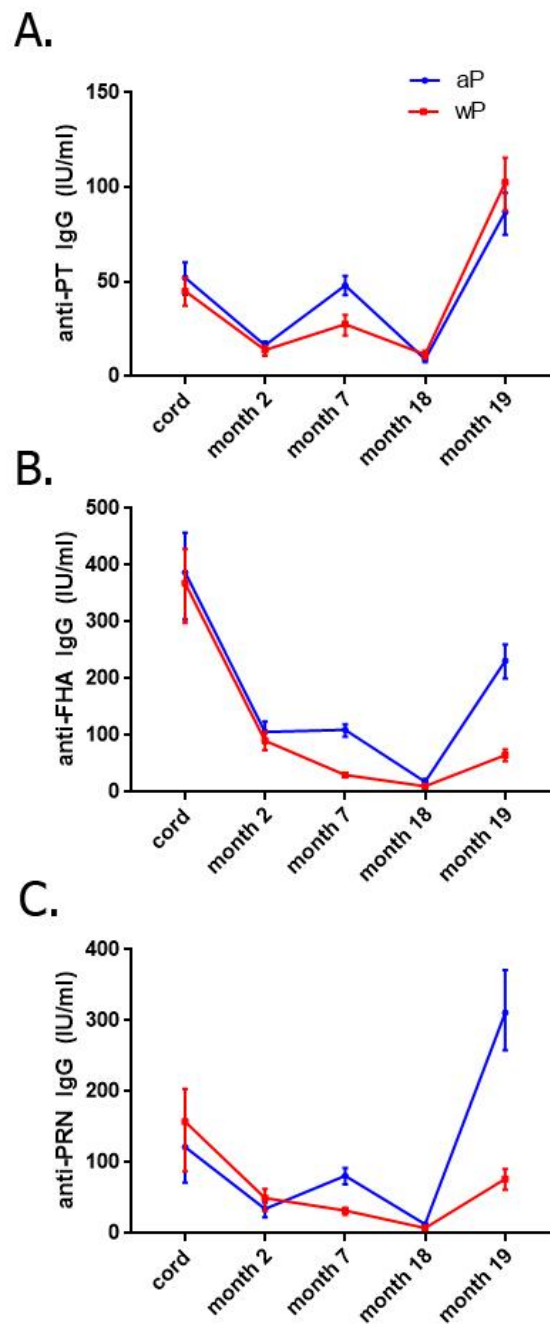 A.
aP
wP
anti-PT IgG (IU/ml)
150
100
50
0
cord
month 2
month 7
month 18
month 19
B.
anti-FHA IgG (IU/ml)
500
400
300
200
100
0
cord
month 2
month 7
month 18
month 19
C.
anti-PRN IgG (IU/ml)
400
300
200
100
0
cord
month 2
month 7
month 18
month 19